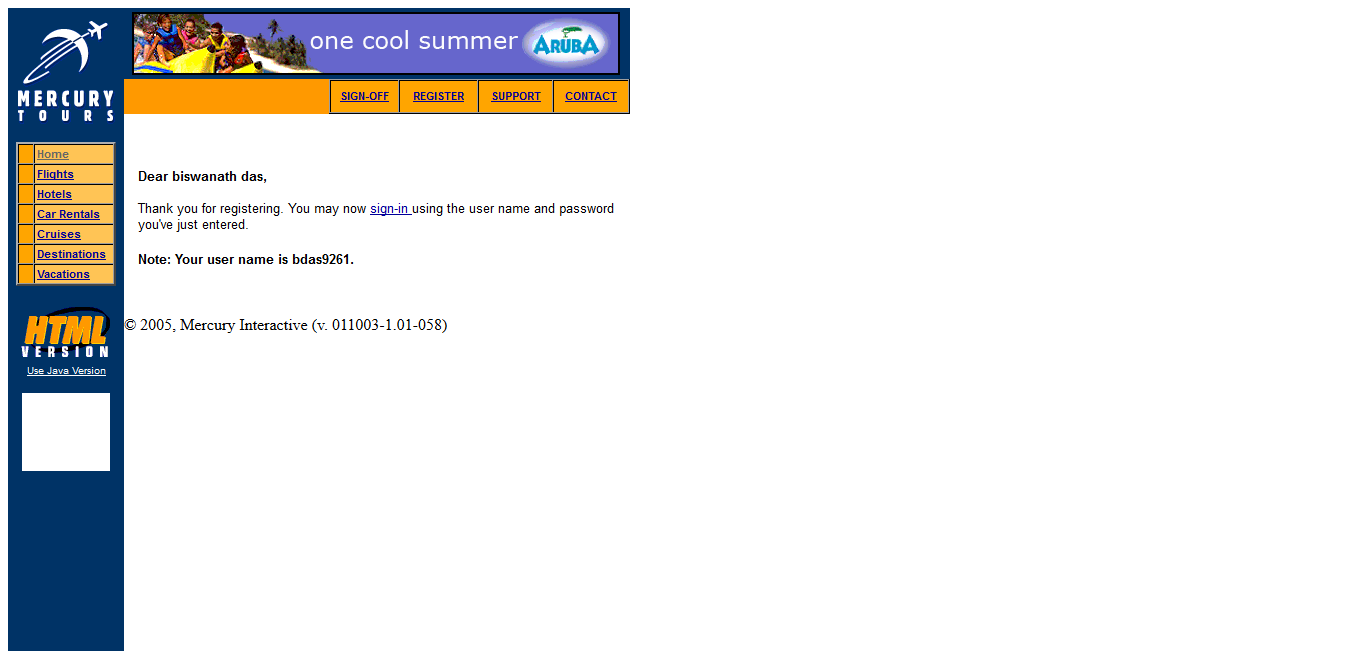 one cool summer ARUBA
MERCURY
TOURS
SIGN-OFF REGISTER SUPPORT CONTACT
Home
Flights
Hotels
Car Rentals
Cruises
Destinations
Vacations
Dear biswanath das,
Thank you for registering. You may now sign-in using the user name and password
you've just entered.
Note: Your user name is bdas9261.
© 2005, Mercury Interactive (v. 011003-1.01-058)
HTML
VERSION
Use Java Version